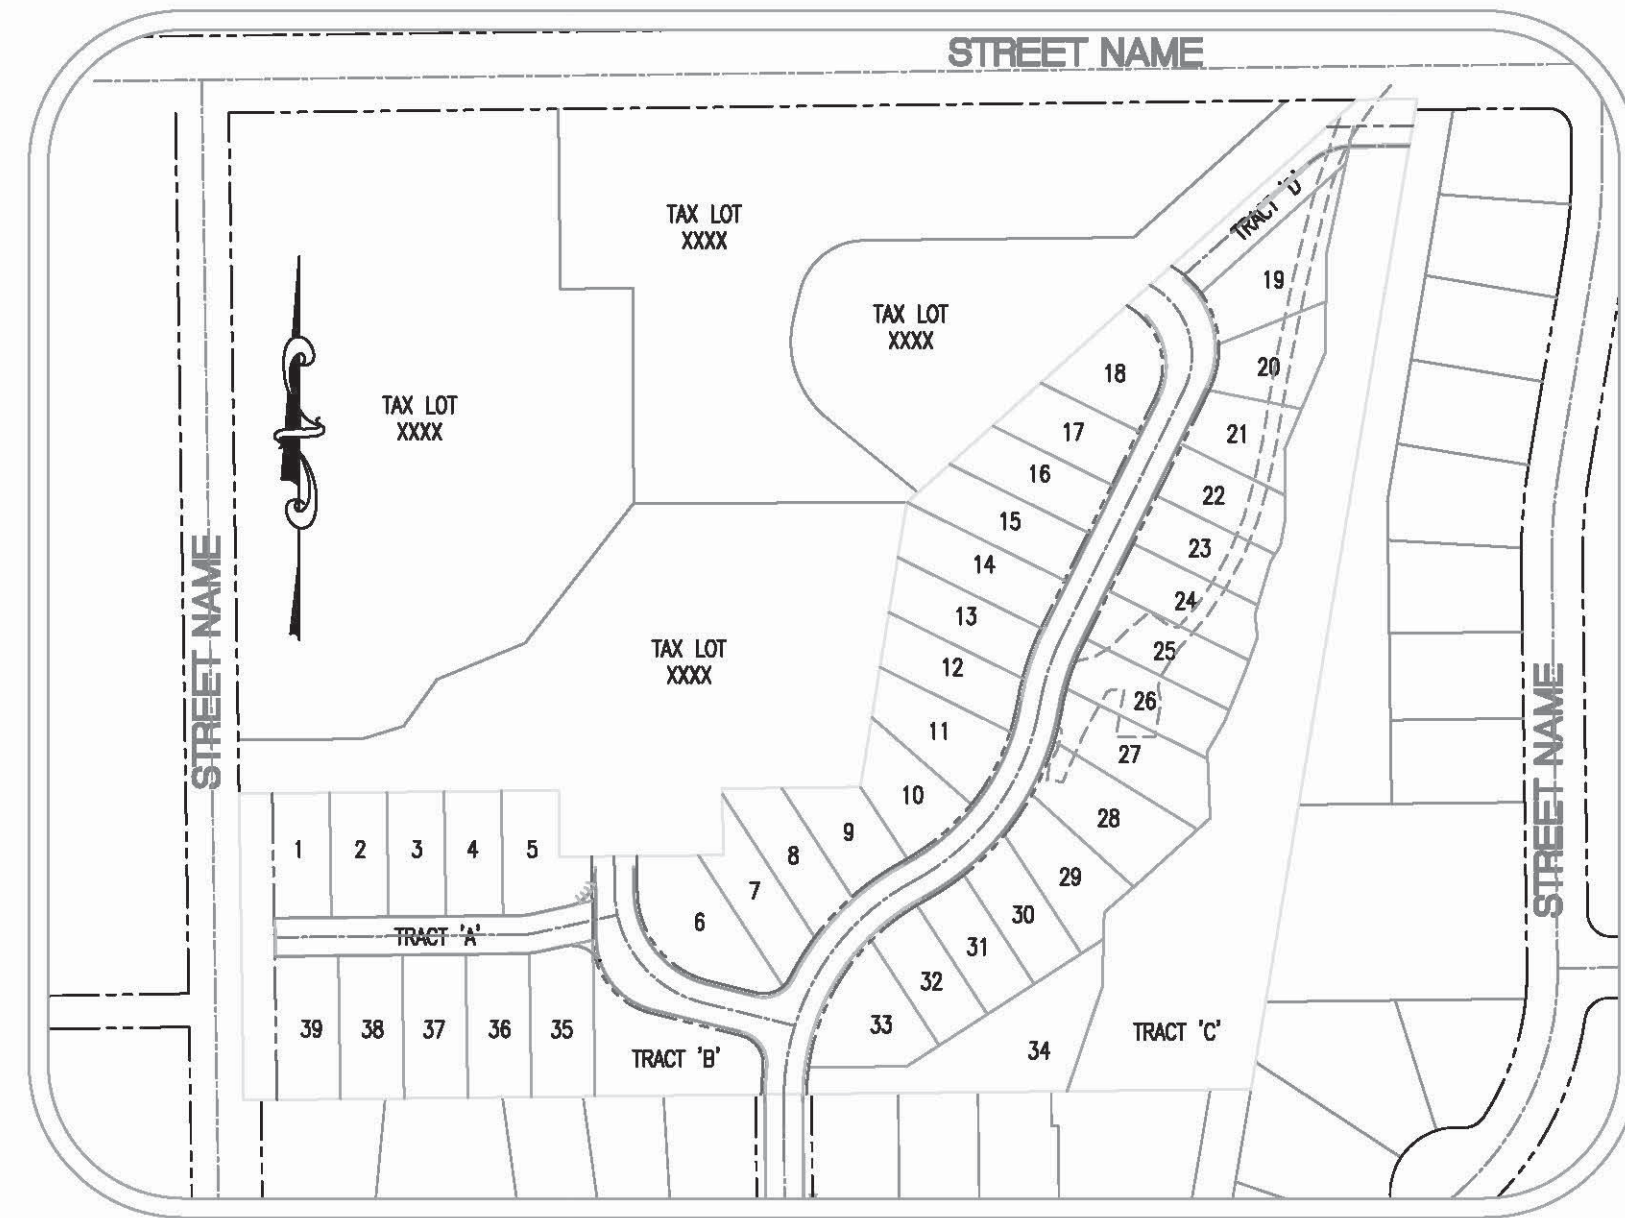 STREET NAME
TRACT 'D'
TAX LOT
XXXX
19
TAX LOT
XXXX
18
20
TAX LOT
XXXX
17
21
16
22
15
23
14
24
13
25
12
26
11
27
10
28
9
8
7
6
29
30
31
32
33
34
TAX LOT
XXXX
STREET NAME
STREET NAME
1
2
3
4
5
TRACT 'A'
39
38
37
36
35
TRACT 'B'
TRACT 'C'